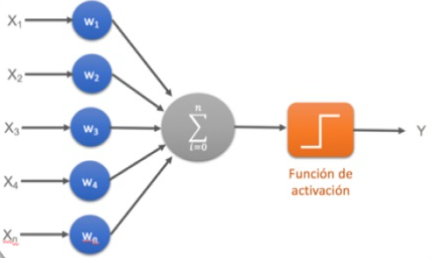 X1 w1
X2 w2
X3 w3
X4 w4
Xn wn
n
∑
i=0
Y
Función de
activación